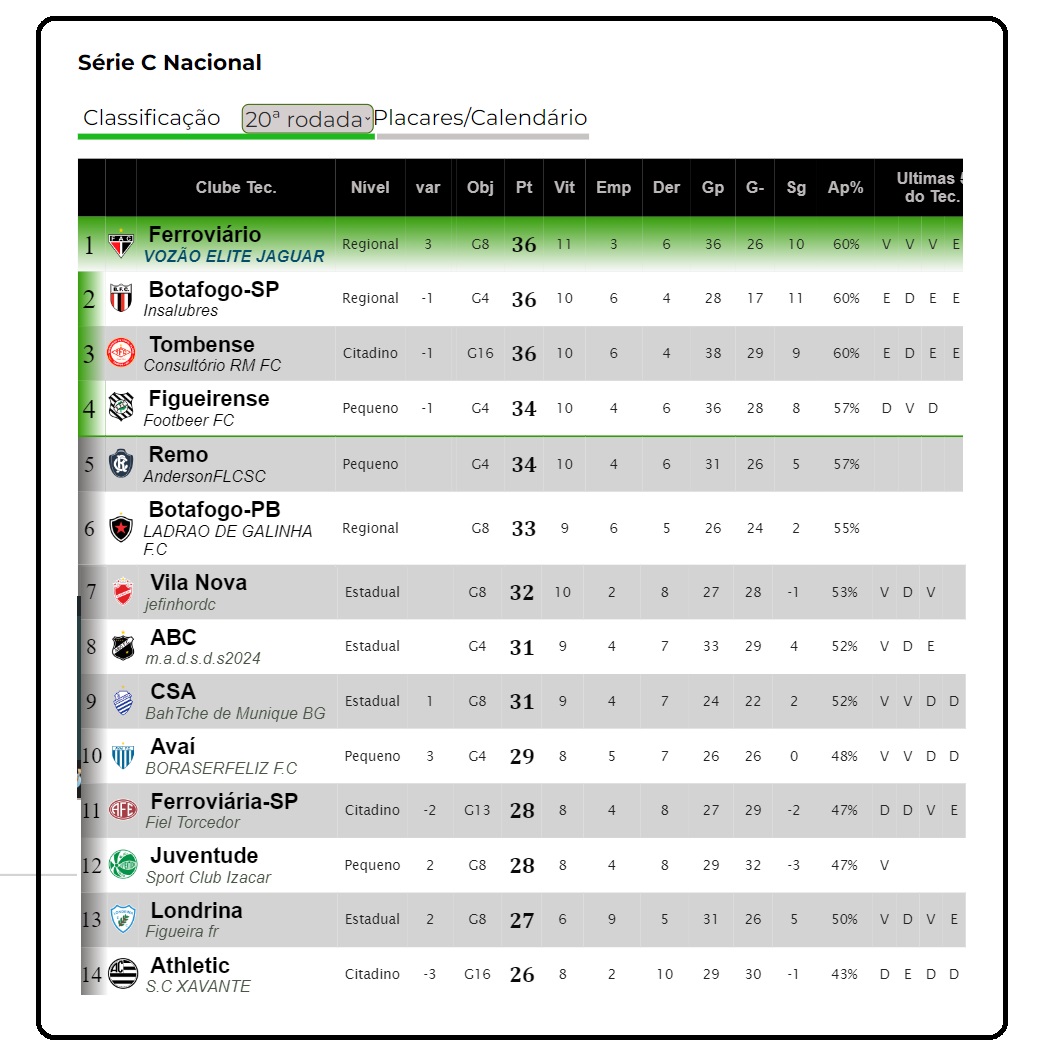 Série C Nacional
Classificação 20ª rodada Placares/Calendário
Clube Tec. Nível var Obj Pt Vit Emp Der Gp G- Sg Ap% Ultimas 5
do Tec.
1 Ferroviário Regional 3 G8 36 11 3 6 36 26 10 60% V V V E
VOZÃO ELITE JAGUAR
2 Botafogo-SP Regional -1 G4 36 10 6 4 28 17 11 60% E D E E
Insalubres
3 Tombense Citadino -1 G16 36 10 6 4 38 29 9 60% E D E E
Consultório RM FC
4 Figueirense Pequeno -1 G4 34 10 4 6 36 28 8 57% D V D
Footbeer FC
5 Remo Pequeno G4 34 10 4 6 31 26 5 57%
AndersonFLCSC
6 Botafogo-PB Regional G8 33 9 6 5 26 24 2 55%
LADRAO DE GALINHA
F.C
7 Vila Nova Estadual G8 32 10 2 8 27 28 -1 53% V D V
jefinhordc
8 ABC Estadual G4 31 9 4 7 33 29 4 52% V D E
m.a.d.s.d.s2024
9 CSA Estadual 1 G8 31 9 4 7 24 22 2 52% V V D D
BahTche de Munique BG
10 Avaí Pequeno 3 G4 29 8 5 7 26 26 0 48% V V D D
BORASERFELIZ F.C
11 Ferroviária-SP Citadino -2 G13 28 8 4 8 27 29 -2 47% D D V E
Fiel Torcedor
12 Juventude Pequeno 2 G8 28 8 4 8 29 32 -3 47% V
Sport Club Izacar
13 Londrina Estadual 2 G8 27 6 9 5 31 26 5 50% V D V E
Figueira fr
14 Athletic Citadino -3 G16 26 8 2 10 29 30 -1 43% D E D D
S.C XAVANTE